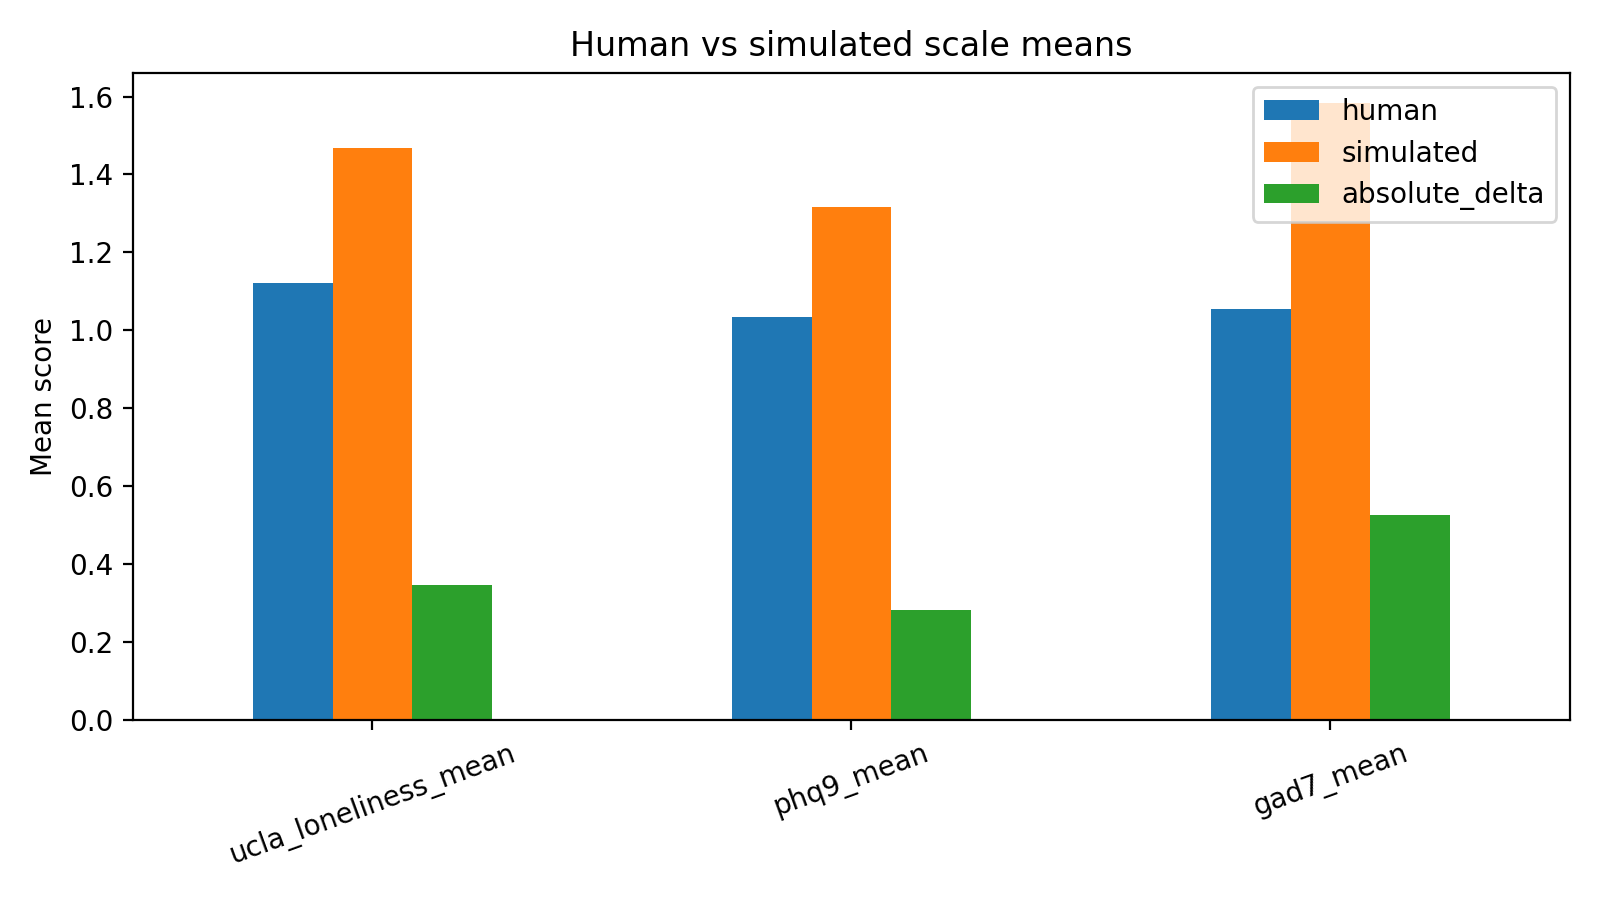 Human vs simulated scale means
human
simulated
absolute_delta
Mean score
1.6
1.4
1.2
1.0
0.8
0.6
0.4
0.2
0.0
ucla_loneliness_mean
phq9_mean
gad7_mean